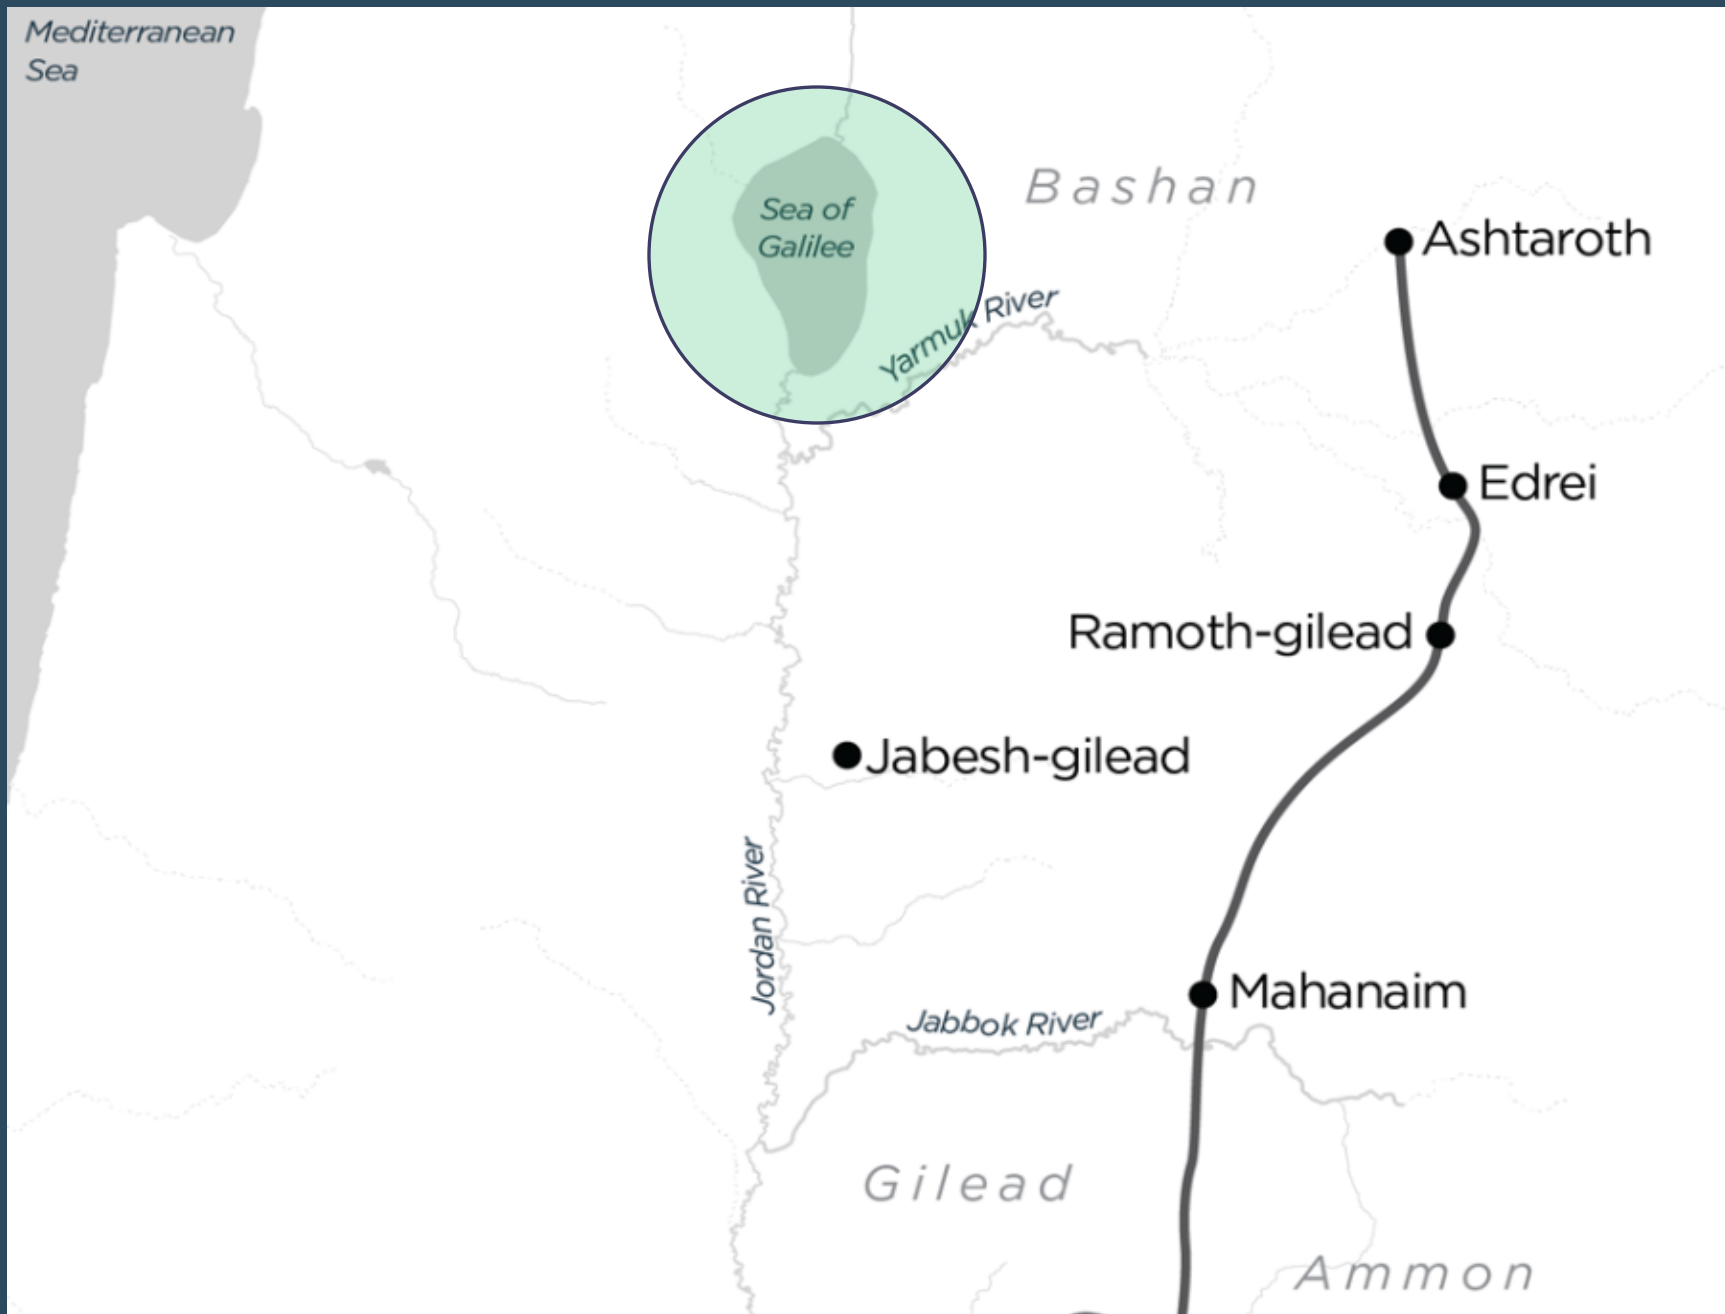 Mediterranean
Sea
Bashan
Sea of
Galilee
Ashtaroth
Yarmuk River
Edrei
Ramoth-gilead
Jabesh-gilead
Jordan River
Mahanaim
Jabbok River
Gilead
Ammon